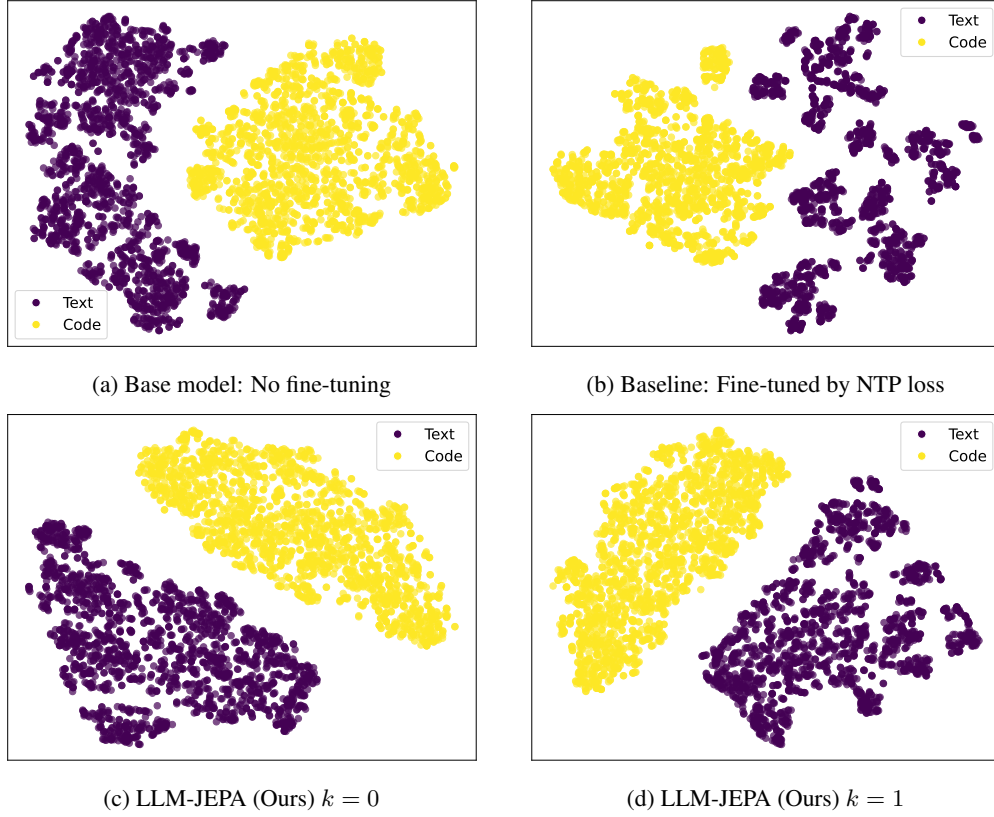 Text
Code
(a) Base model: No fine-tuning
Text
Code
(b) Baseline: Fine-tuned by NTP loss
Text
Code
(c) LLM-JEPA (Ours) k = 0
Text
Code
(d) LLM-JEPA (Ours) k = 1